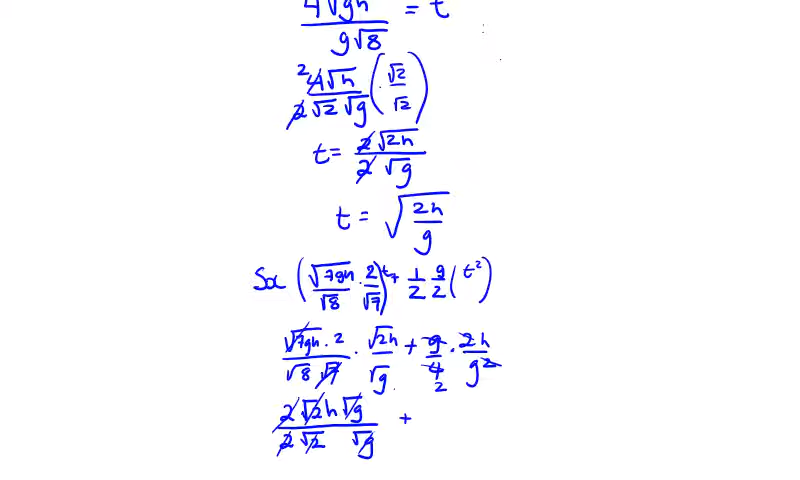 4√gh / g√8 = t
²4√h / 2√2 √g (√2 / √2)
t = 2√2h / 2√g
t = √(2h / g)
Sx (√7gh / √8 · 2 / √7)t + 1/2 g/2 (t²)
√7gh · 2 / √8 √7 · √2h / √g + g / 4 2 · 2h / g2
2√2h√g / 2√2 √g +